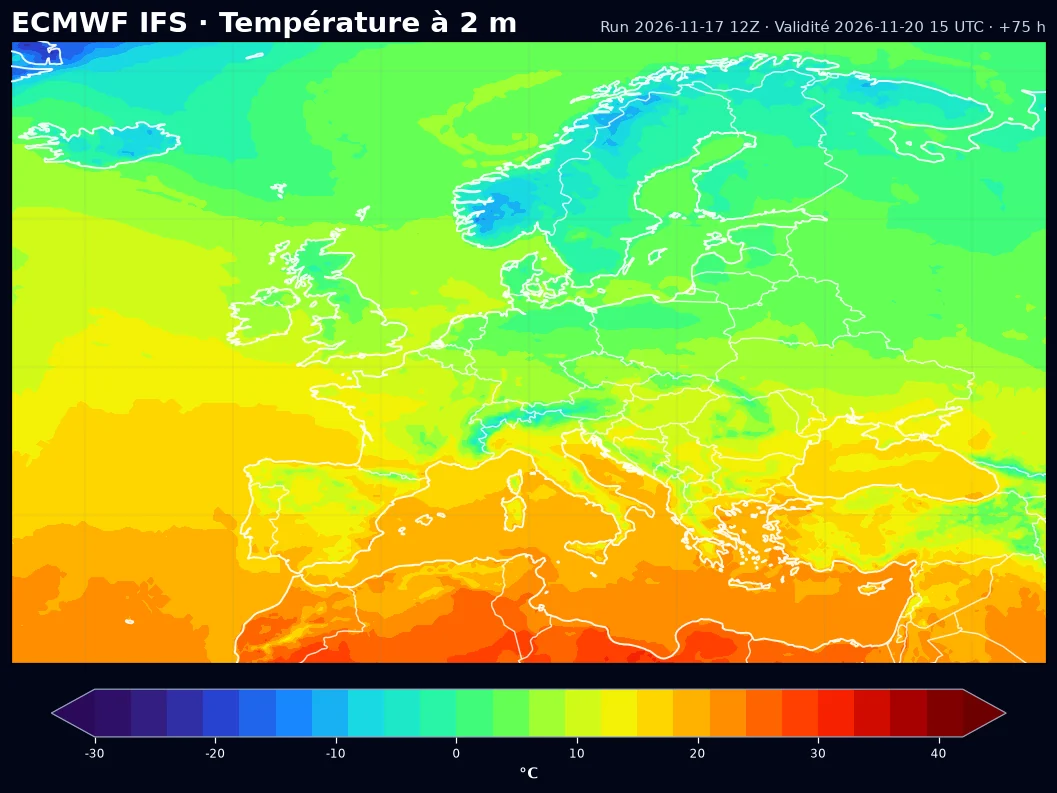 ECMWF IFS · Température à 2 m
Run 2026-11-17 12Z · Validité 2026-11-20 15 UTC · +75 h
-30 -20 -10 0 10 20 30 40
°C